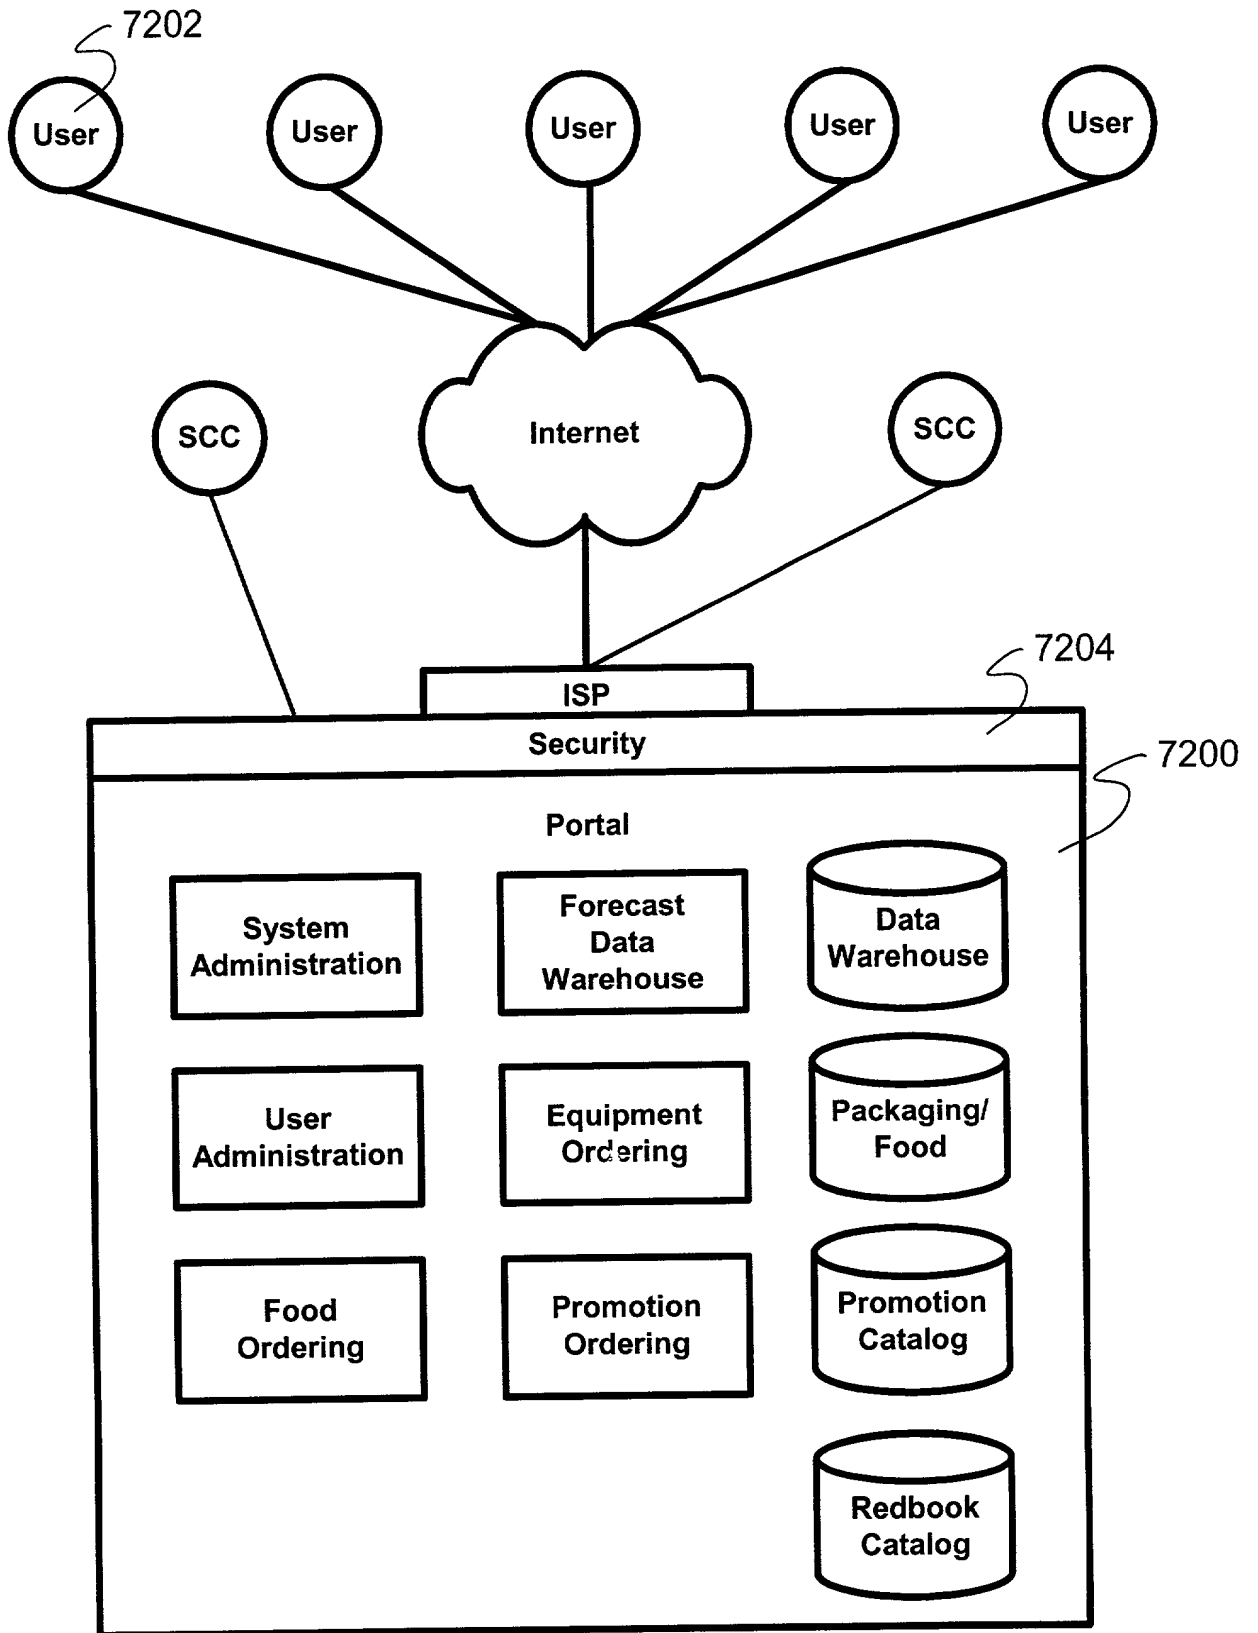 7202
User
User
User
User
User
SCC
Internet
SCC
7204
ISP
Security
7200
Portal
System
Administration
Forecast
Data
Warehouse
Data
Warehouse
User
Administration
Equipment
Ordering
Packaging/
Food
Food
Ordering
Promotion
Ordering
Promotion
Catalog
Redbook
Catalog